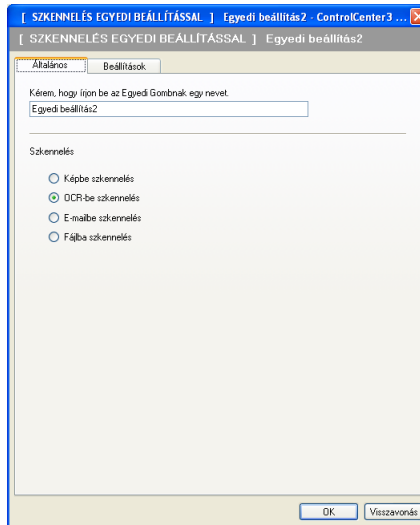 [ SZKENNELÉS EGYEDI BEÁLLÍTÁSSAL ] Egyedi beállítás2 - ControlCenter3 ...
[ SZKENNELÉS EGYEDI BEÁLLÍTÁSSAL ] Egyedi beállítás2
Általános Beállítások
Kérem, hogy írjon be az Egyedi Gombnak egy nevet.
Egyedi beállítás2
Szkennelés
Képbe szkennelés
OCR-be szkennelés
E-mailbe szkennelés
Fájlba szkennelés
OK Visszavonás